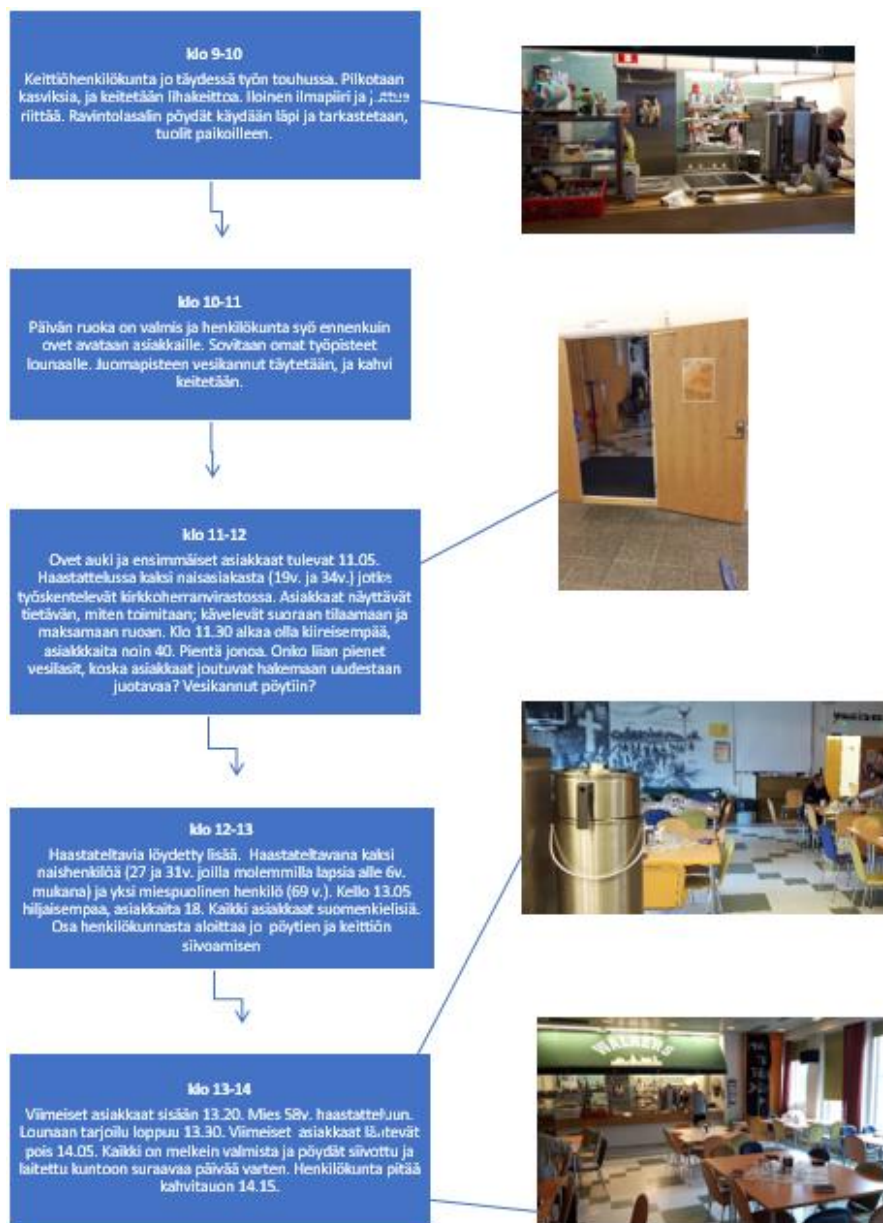 klo 9-10
Keittiöhenkilökunta jo täydessä työn touhussa. Pilkotaan
kasviksia, ja keitetään lihakeittoa. Iloinen ilmapiiri ja juttua
riittää. Ravintolasalin pöydät käydään läpi ja tarkastetaan,
tuolit paikoilleen.
klo 10-11
Päivän ruoka on valmis ja henkilökunta syö ennenkuin
ovet avataan asiakkaille. Sovitaan omat työpisteet
lounaalle. Juomapisteen vesikannut täytetään, ja kahvi
keitetään.
klo 11-12
Ovet auki ja ensimmäiset asiakkaat tulevat 11.05.
Haastattelussa kaksi naisasiakasta (19v. ja 34v.) jotka
työskentelevät kirkkoherranvirastossa. Asiakkaat näyttävät
tietävän, miten toimitaan; kävelevät suoraan tilaamaan ja
maksamaan ruoan. Klo 11.30 alkaa olla kiireisempää,
asiakkkaita noin 40. Pientä jonoa. Onko liian pienet
vesilasit, koska asiakkaat joutuvat hakemaan uudestaan
juotavaa? Vesikannut pöytiin?
klo 12-13
Haastateltavia löydetty lisää. Haastateltavana kaksi
naishenkilöä (27 ja 31v. joilla molemmilla lapsia alle 6v.
mukana) ja yksi miespuolinen henkilö (69 v.). Kello 13.05
hiljaisempaa, asiakkaita 18. Kaikki asiakkaat suomenkielisiä.
Osa henkilökunnasta aloittaa jo pöytien ja keittiön
siivoamisen
klo 13-14
Viimeiset asiakkaat sisään 13.20. Mies 58v. haastatteluun.
Lounaan tarjoilu loppuu 13.30. Viimeiset asiakkaat lähtevät
pois 14.05. Kaikki on melkein valmista ja pöydät siivottu ja
laitettu kuntoon suraavaa päivää varten. Henkilökunta pitää
kahvitauon 14.15.
WALKERS